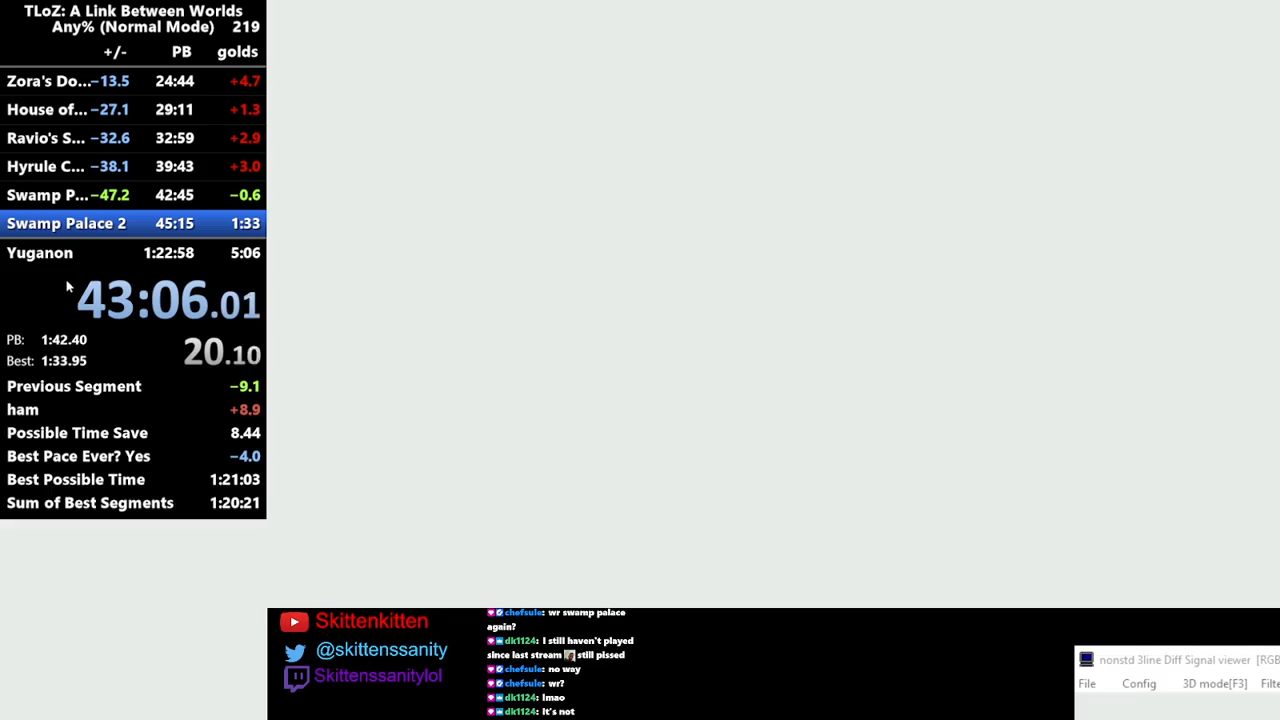 TLoZ: A Link Between Worlds
Any% (Normal Mode) 219
+/- PB golds
Zora's Do... −13.5 24:44 +4.7
House of... −27.1 29:11 +1.3
Ravio's S... −32.6 32:59 +2.9
Hyrule C... −38.1 39:43 +3.0
Swamp P... −47.2 42:45 −0.6
Swamp Palace 2 45:15 1:33
Yuganon 1:22:58 5:06
43:06.01
PB: 1:42.40
Best: 1:33.95
20.10
Previous Segment −9.1
ham +8.9
Possible Time Save 8.44
Best Pace Ever? Yes −4.0
Best Possible Time 1:21:03
Sum of Best Segments 1:20:21
Skittenkitten
@skittenssanity
Skittenssanitylol
chefsule: wr swamp palace
again?
dk1124: I still haven't played
since last stream still pissed
chefsule: no way
chefsule: wr?
dk1124: lmao
dk1124: It's not
nonstd 3line Diff Signal viewer [RGB
File Config 3D mode[F3] Filte